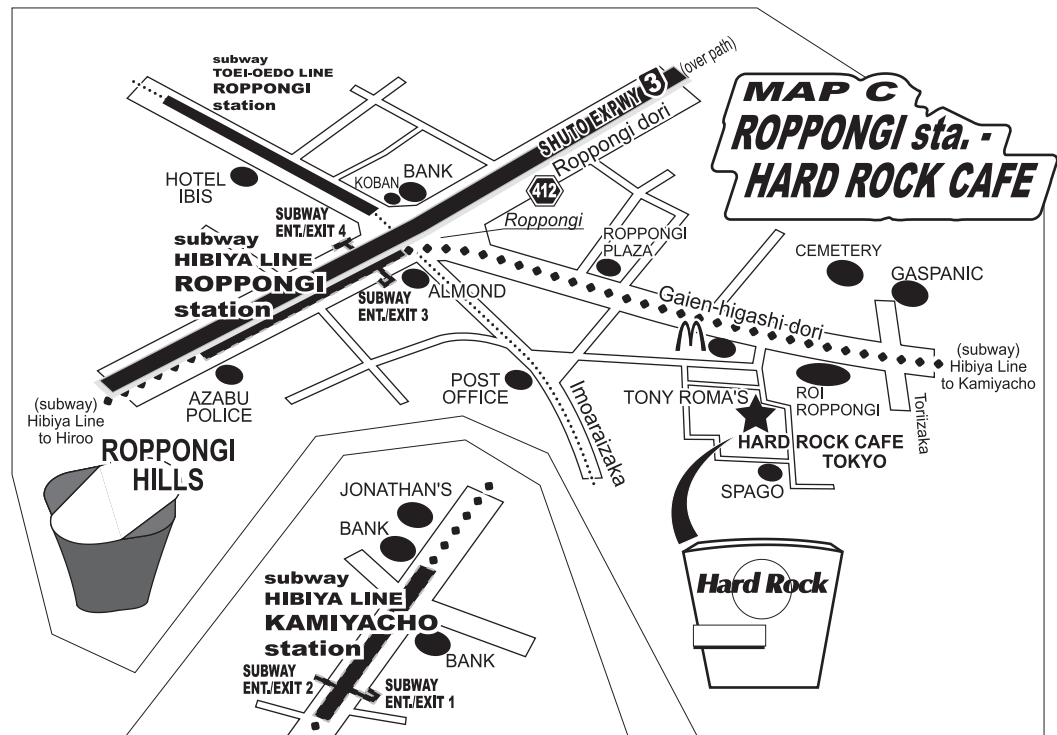 subway
TOEI-OEDO LINE
ROPPONGI
station
SHUTO EXPWY
3
(over path)
Roppongi dori
MAP C
ROPPONGI sta. -
HARD ROCK CAFE
HOTEL
IBIS
KOBAN
BANK
412
Roppongi
SUBWAY
ENT./EXIT 4
subway
HIBIYA LINE
ROPPONGI
station
SUBWAY
ENT./EXIT 3
ALMOND
ROPPONGI
PLAZA
CEMETERY
GASPANIC
Gaien-higashi-dori
(subway)
Hibiya Line
to Kamiyacho
(subway)
Hibiya Line
to Hiroo
AZABU
POLICE
POST
OFFICE
Imoaraizaka
TONY ROMA'S
ROI
ROPPONGI
Toriizaka
HARD ROCK CAFE
TOKYO
SPAGO
ROPPONGI
HILLS
JONATHAN'S
BANK
subway
HIBIYA LINE
KAMIYACHO
station
BANK
SUBWAY
ENT./EXIT 2
SUBWAY
ENT./EXIT 1
Hard Rock